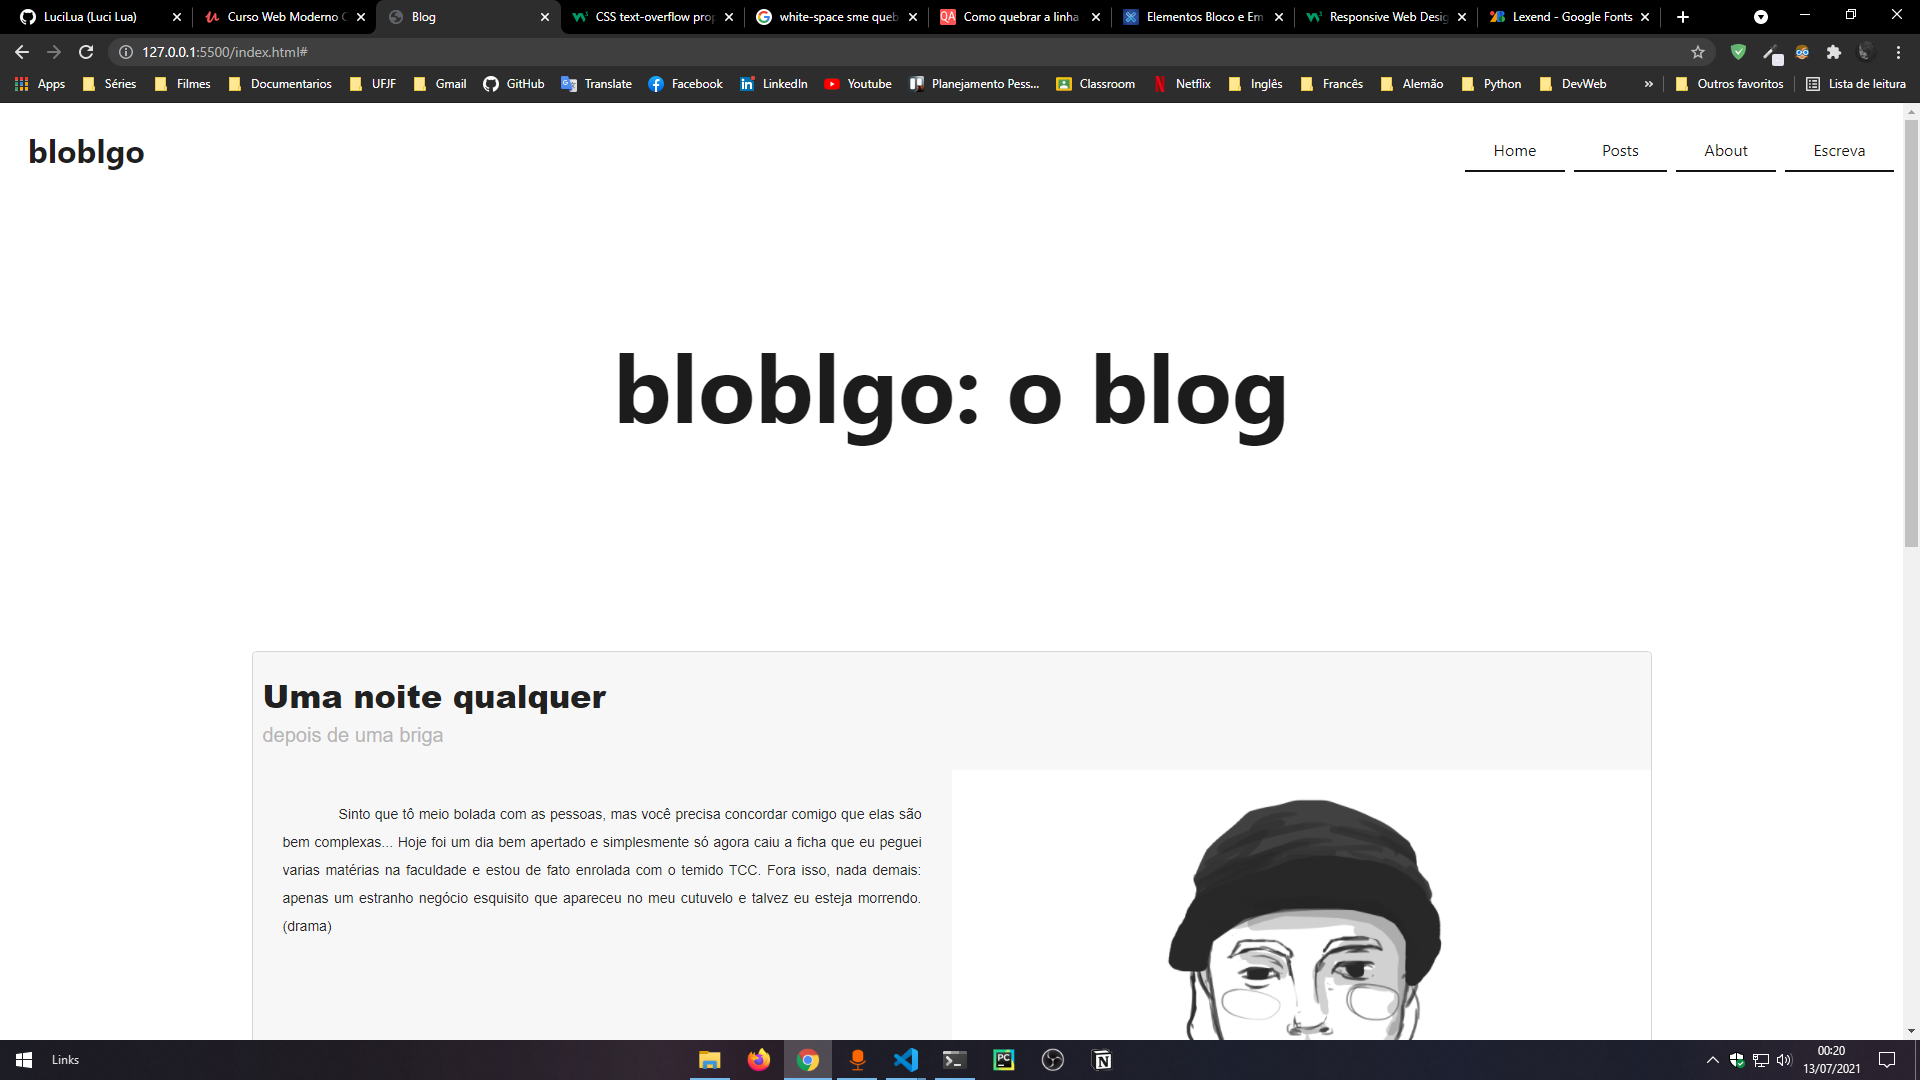 LuciLua (Luci Lua)
Curso Web Moderno C
Blog
CSS text-overflow prop
white-space sme queb
Como quebrar a linha
Elementos Bloco e Em
Responsive Web Desig
Lexend - Google Fonts
127.0.0.1:5500/index.html#
Apps
Séries
Filmes
Documentarios
UFJF
Gmail
GitHub
Translate
Facebook
LinkedIn
Youtube
Planejamento Pess...
Classroom
Netflix
Inglês
Francês
Alemão
Python
DevWeb
»
Outros favoritos
Lista de leitura
bloblgo
Home
Posts
About
Escreva
bloblgo: o blog
Uma noite qualquer
depois de uma briga
Sinto que tô meio bolada com as pessoas, mas você precisa concordar comigo que elas são
bem complexas... Hoje foi um dia bem apertado e simplesmente só agora caiu a ficha que eu peguei
varias matérias na faculdade e estou de fato enrolada com o temido TCC. Fora isso, nada demais:
apenas um estranho negócio esquisito que apareceu no meu cutuvelo e talvez eu esteja morrendo.
(drama)
Links
00:20
13/07/2021